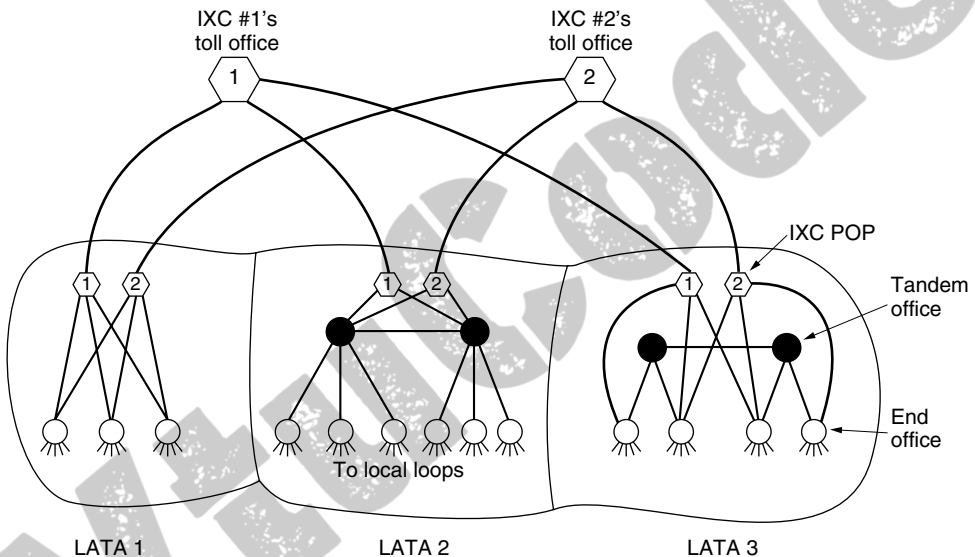 IXC #1's
toll office
IXC #2's
toll office
1
2
IXC POP
1
2
1
2
1
2
Tandem
office
End
office
To local loops
LATA 1
LATA 2
LATA 3